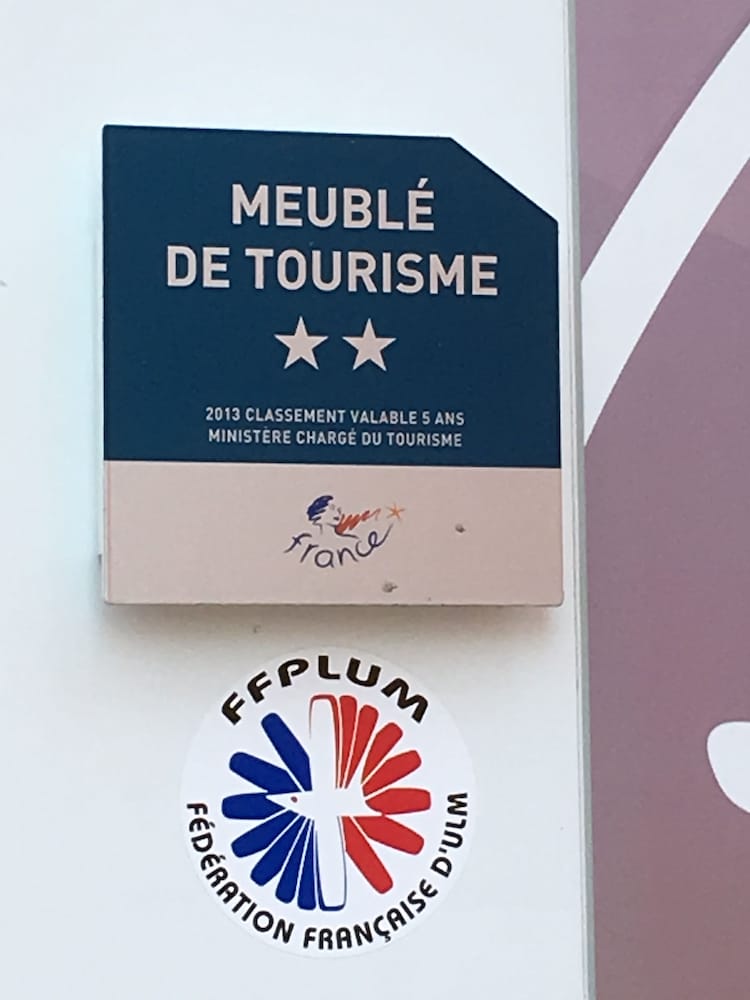 MEUBLÉ
DE TOURISME
2013 CLASSEMENT VALABLE 5 ANS
MINISTÈRE CHARGÉ DU TOURISME
france
FFPLUM
FÉDÉRATION FRANÇAISE D'ULM